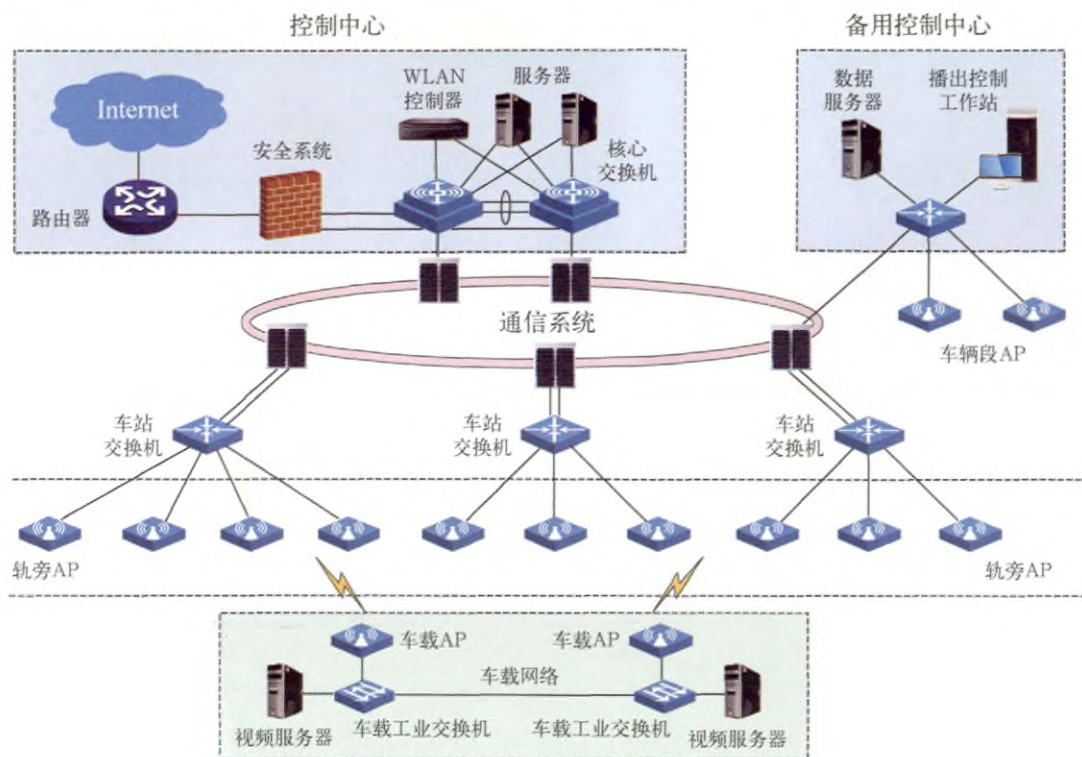 控制中心
备用控制中心
WLAN
控制器
服务器
Internet
安全系统
核心
交换机
路由器
数据
服务器
播出控制
工作站
通信系统
车辆段AP
车站
交换机
车站
交换机
车站
交换机
轨旁AP
轨旁AP
车载AP
车载AP
车载网络
视频服务器
车载工业交换机
车载工业交换机
视频服务器